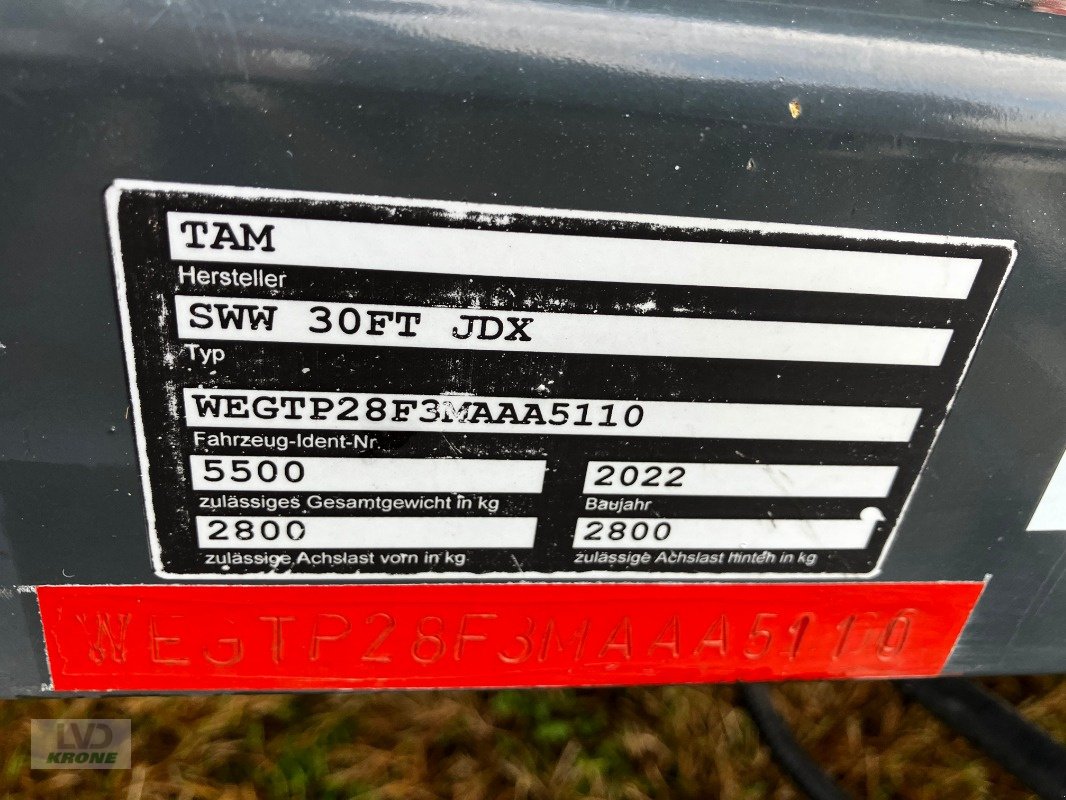 TAM
Hersteller
SWW 30FT JDX
Typ
WEGTP28F3MAAA5110
Fahrzeug-Ident-Nr.
5500 2022
zulässiges Gesamtgewicht in kg Baujahr
2800 2800
zulässige Achslast vorn in kg zulässige Achslast hinten in kg
WEGTP28F3MAAA5110
LVD
KRONE